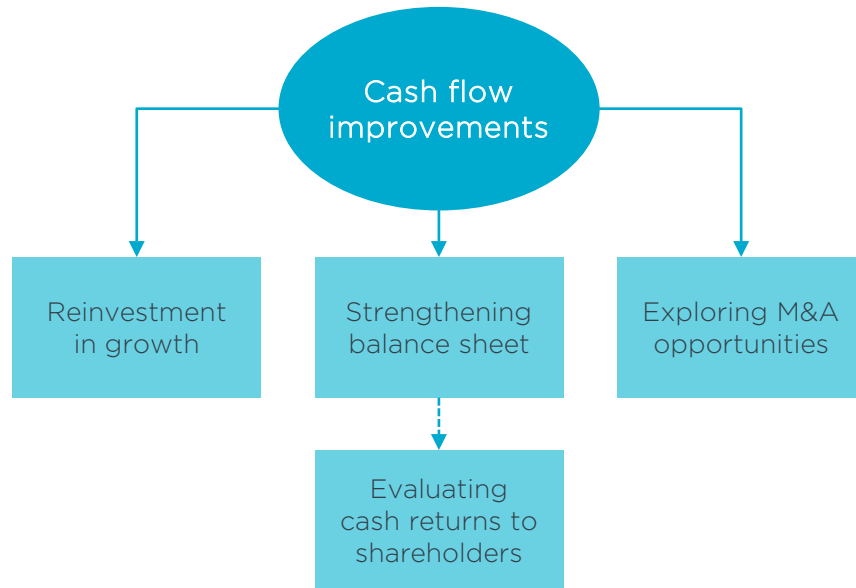 Cash flow
improvements
Reinvestment
in growth
Strengthening
balance sheet
Exploring M&A
opportunities
Evaluating
cash returns to
shareholders